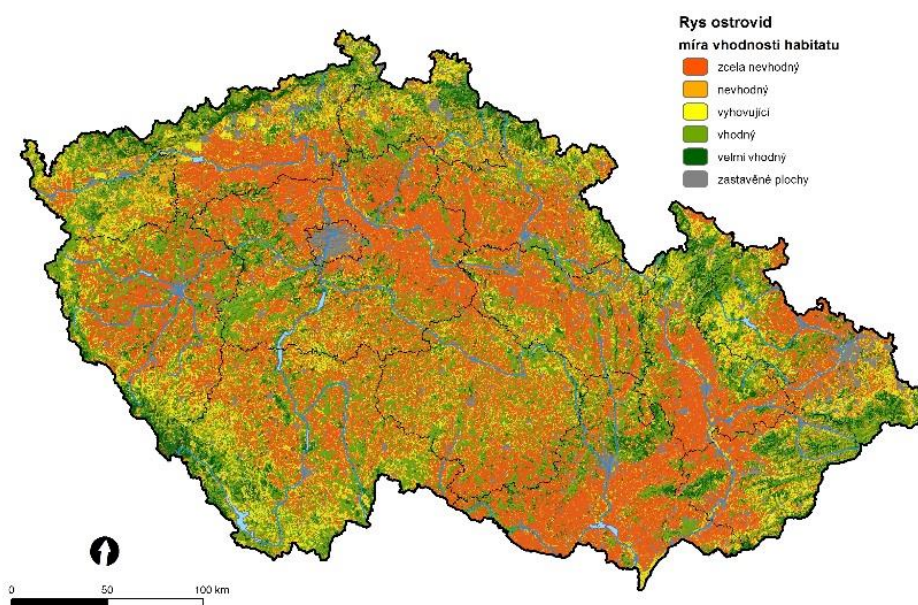 Rys ostrovid
míra vhodnosti habitatu
zcela nevhodný
nevhodný
vyhovující
vhodný
velmi vhodný
zastavěné plochy
0 50 100 km